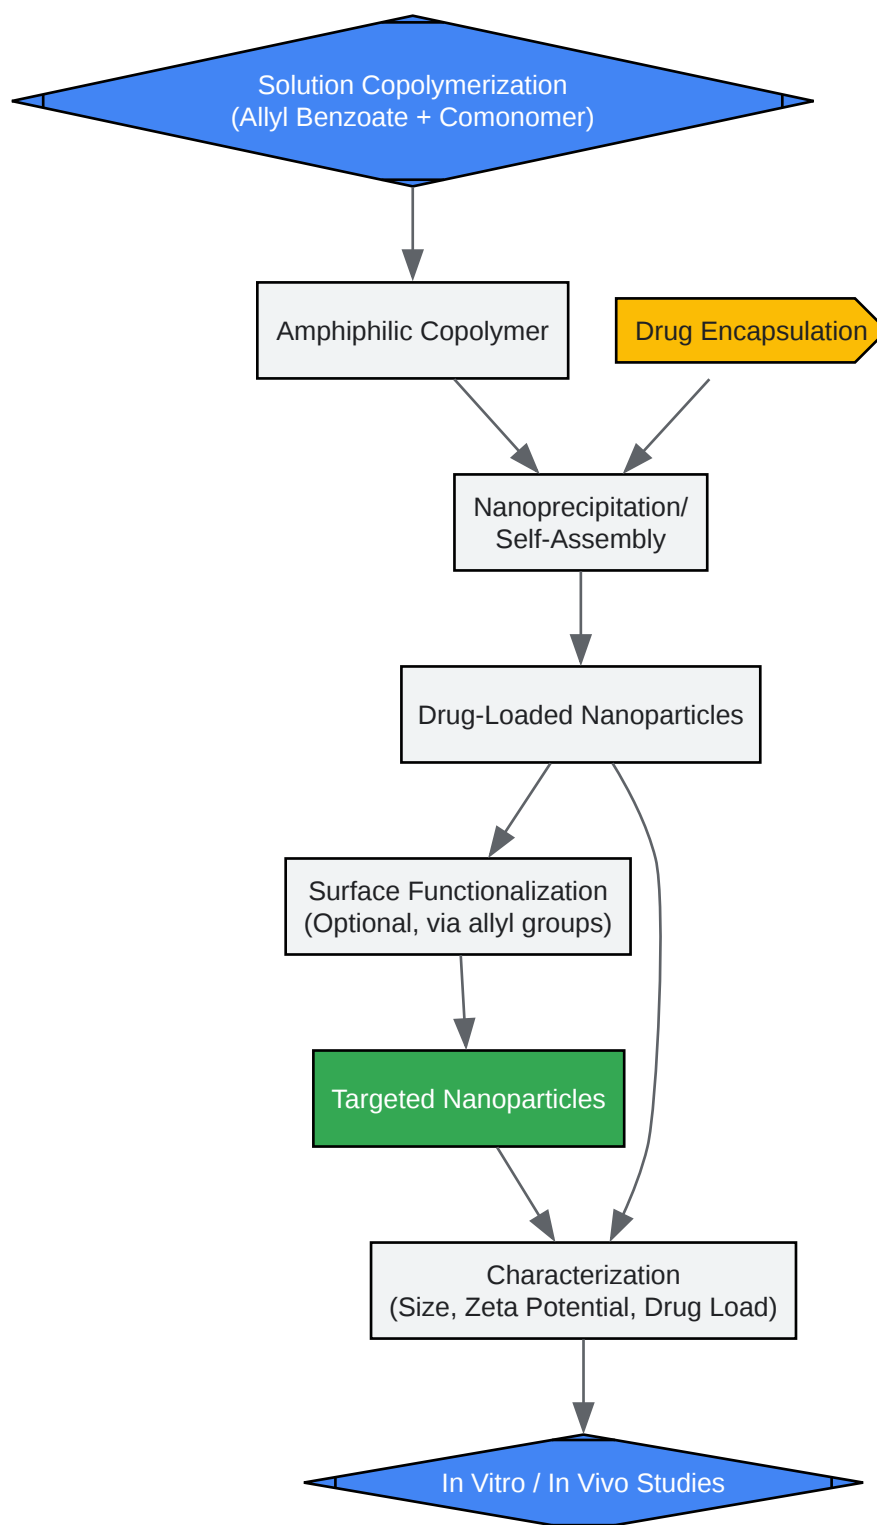 Solution Copolymerization
(Allyl Benzoate + Comonomer)
Amphiphilic Copolymer
Drug Encapsulation
Nanoprecipitation/
Self-Assembly
Drug-Loaded Nanoparticles
Surface Functionalization
(Optional, via allyl groups)
Targeted Nanoparticles
Characterization
(Size, Zeta Potential, Drug Load)
In Vitro / In Vivo Studies